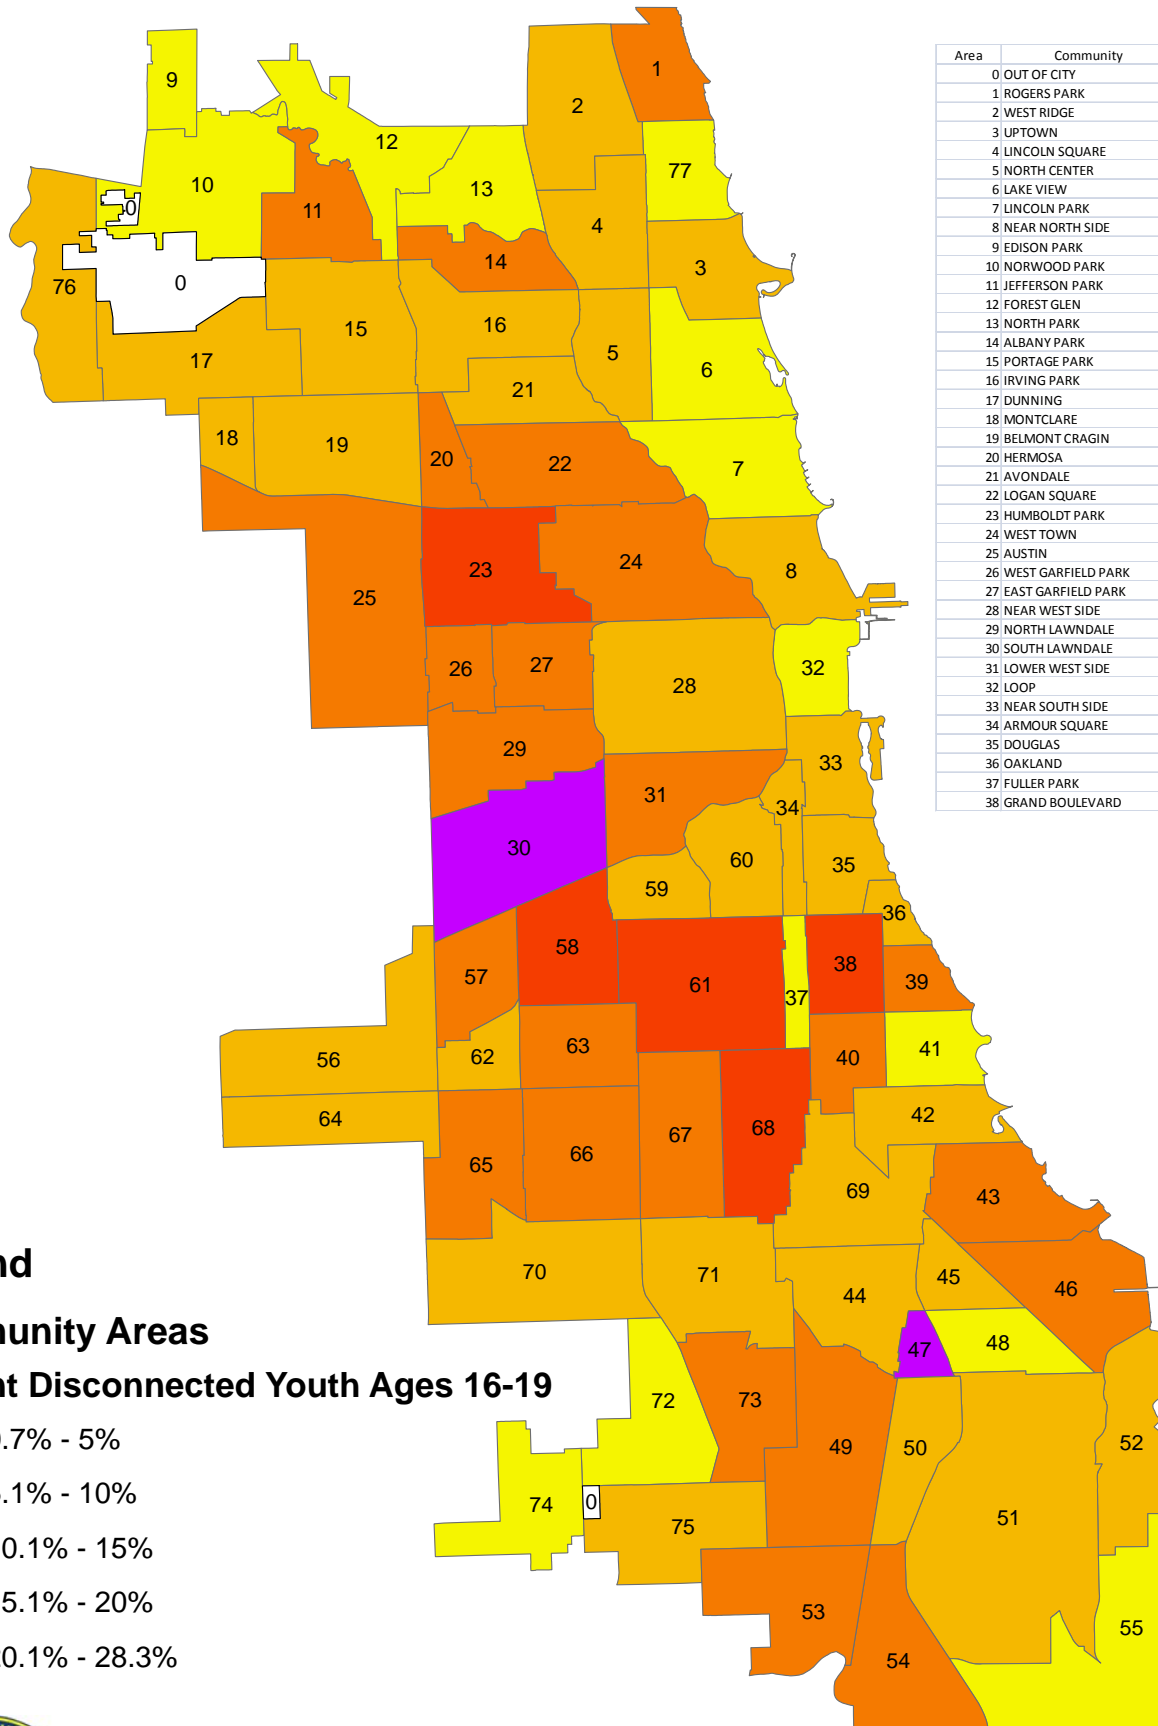 Area Community
0 OUT OF CITY
1 ROGERS PARK
2 WEST RIDGE
3 UPTOWN
4 LINCOLN SQUARE
5 NORTH CENTER
6 LAKE VIEW
7 LINCOLN PARK
8 NEAR NORTH SIDE
9 EDISON PARK
10 NORWOOD PARK
11 JEFFERSON PARK
12 FOREST GLEN
13 NORTH PARK
14 ALBANY PARK
15 PORTAGE PARK
16 IRVING PARK
17 DUNNING
18 MONTCLARE
19 BELMONT CRAGIN
20 HERMOSA
21 AVONDALE
22 LOGAN SQUARE
23 HUMBOLDT PARK
24 WEST TOWN
25 AUSTIN
26 WEST GARFIELD PARK
27 EAST GARFIELD PARK
28 NEAR WEST SIDE
29 NORTH LAWNDALE
30 SOUTH LAWNDALE
31 LOWER WEST SIDE
32 LOOP
33 NEAR SOUTH SIDE
34 ARMOUR SQUARE
35 DOUGLAS
36 OAKLAND
37 FULLER PARK
38 GRAND BOULEVARD
1
9
2
12
77
10
13
0
11
4
14
3
76
0
15
16
5
17
6
21
18
19
20
22
7
23
24
8
25
26
27
32
28
29
33
31
34
30
60
35
59
36
58
38
57
61
39
37
63
40
41
62
56
64
42
67
68
66
65
69
43
70
71
45
44
46
47
48
72
73
49
50
52
74
0
75
51
53
55
54
nd
unity Areas
t Disconnected Youth Ages 16-19
.7% - 5%
.1% - 10%
0.1% - 15%
5.1% - 20%
0.1% - 28.3%